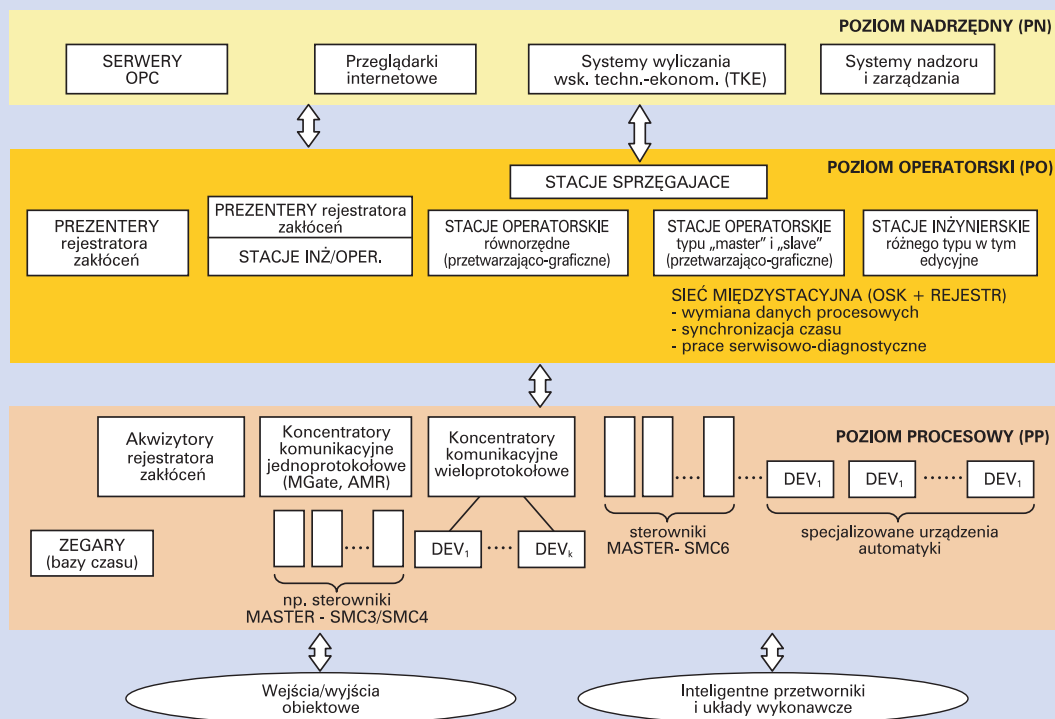 POZIOM NADRZĘDNY (PN)
SERWERY
OPC
Przeglądarki
internetowe
Systemy wyliczania
wsk. techn.-ekonom. (TKE)
Systemy nadzoru
i zarządzania
POZIOM OPERATORSKI (PO)
STACJE SPRZĘGAJACE
PREZENTERY
rejestratora
zakłóceń
PREZENTERY rejestratora
zakłóceń
STACJE INŻ/OPER.
STACJE OPERATORSKIE
równorzędne
(przetwarzająco-graficzne)
STACJE OPERATORSKIE
typu „master” i „slave”
(przetwarzająco-graficzne)
STACJE INŻYNIERSKIE
różnego typu w tym
edycyjne
SIEĆ MIĘDZYSTACYJNA (OSK + REJESTR)
- wymiana danych procesowych
- synchronizacja czasu
- prace serwisowo-diagnostyczne
POZIOM PROCESOWY (PP)
Akwizytory
rejestratora
zakłóceń
Koncentratory
komunikacyjne
jednoprotokołowe
(MGate, AMR)
Koncentratory
komunikacyjne
wieloprotokołowe
..... ....
DEV₁ DEV₁ ...... DEV₁
sterowniki
MASTER- SMC6
specjalizowane urządzenia
automatyki
ZEGARY
(bazy czasu)
....
DEV₁ .... DEVₖ
np. sterowniki
MASTER - SMC3/SMC4
Wejścia/wyjścia
obiektowe
Inteligentne przetworniki
i układy wykonawcze